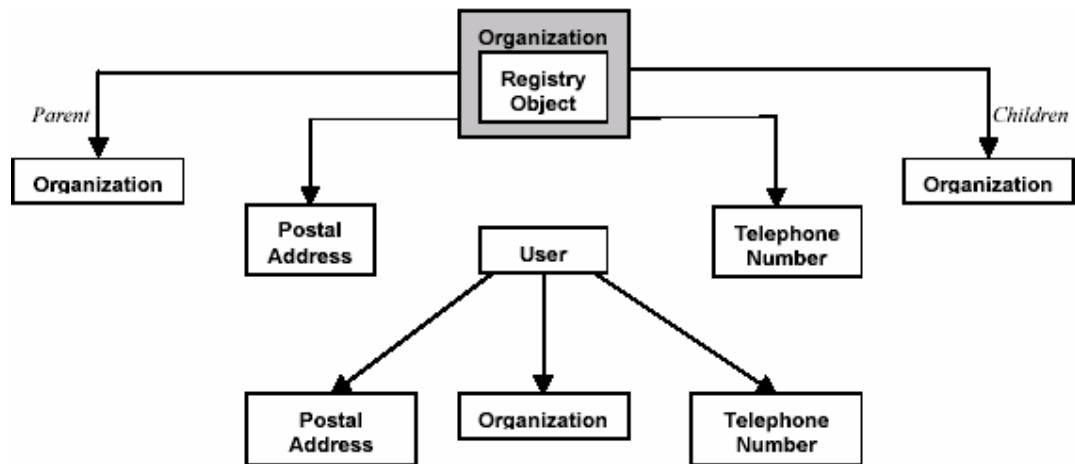 Organization
Registry
Object
Parent
Children
Organization
Organization
Postal
Address
User
Telephone
Number
Postal
Address
Organization
Telephone
Number